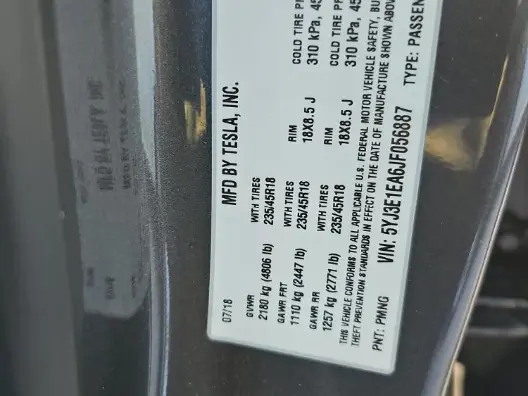 MFD BY TESLA, INC.
07/18
GVWR
2180 kg (4806 lb)
GAWR FRT
1110 kg (2447 lb)
WITH TIRES
235/45R18
RIM
18X8.5 J
COLD TIRE P
310 kPa, 45
GAWR RR
1257 kg (2771 lb)
WITH TIRES
235/45R18
RIM
18X8.5 J
COLD TIRE PR
310 kPa, 45
THIS VEHICLE CONFORMS TO ALL APPLICABLE U.S. FEDERAL MOTOR VEHICLE SAFETY, BU
THEFT PREVENTION STANDARDS IN EFFECT ON THE DATE OF MANUFACTURE SHOWN ABOV
PNT: PMNG VIN: 5YJ3E1EA6JF056887 TYPE: PASSEN